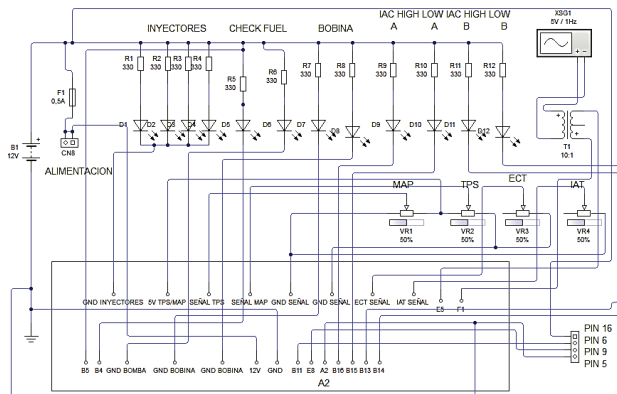 XSG1
5V / 1Hz
IAC HIGH LOW IAC HIGH LOW
INYECTORES CHECK FUEL BOBINA A A B B
R1 330
R2 330
R3 330
R4 330
R5 330
R6 330
R7 330
R8 330
R9 330
R10 330
R11 330
R12 330
F1
0,5A
D1 D2 D3 D4 D5 D6 D7 D8 D9 D10 D11 D12
T1
10:1
B1
12V
CN8
ALIMENTACION
MAP TPS ECT IAT
VR1
50%
VR2
50%
VR3
50%
VR4
50%
GND INYECTORES 5V TPS/MAP SEÑAL TPS SEÑAL MAP GND SEÑAL GND SEÑAL ECT SEÑAL IAT SEÑAL E5 F1
PIN 16
PIN 6
PIN 9
PIN 5
B5 B4 GND BOMBA GND BOBINA GND BOBINA 12V GND B11 E8 A2 B16 B15 B13 B14
A2